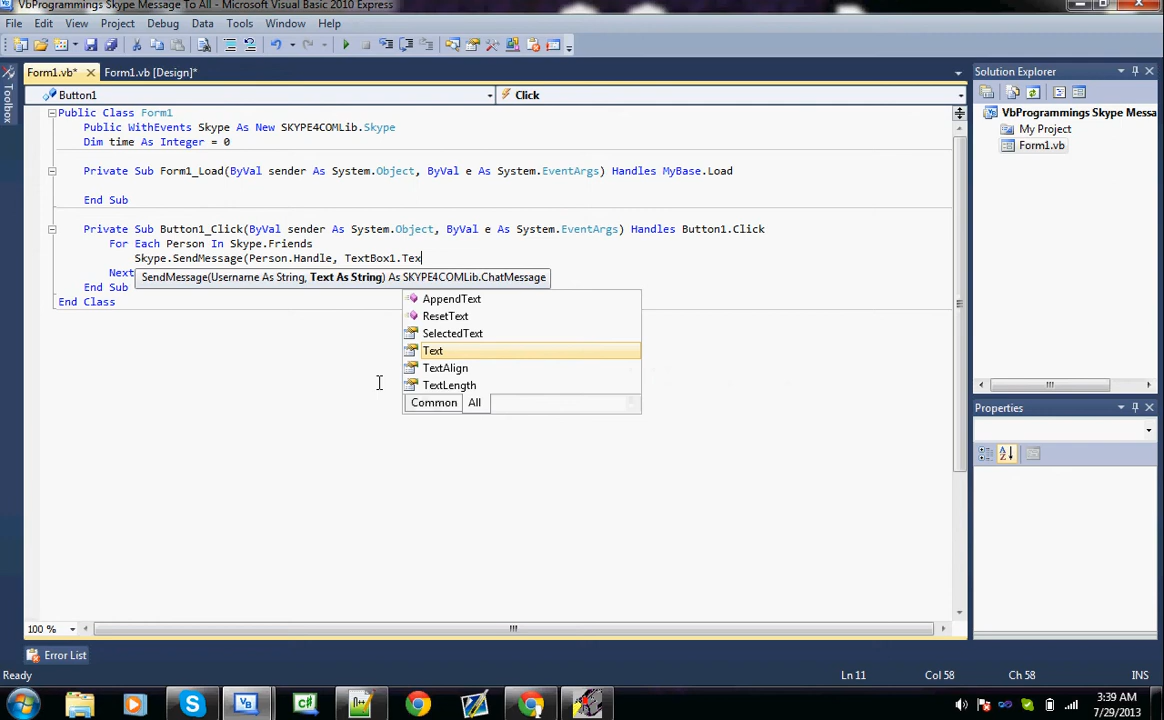 VbProgrammings Skype Message To All - Microsoft Visual Basic 2010 Express
File Edit View Project Debug Data Tools Window Help
Form1.vb* Form1.vb [Design]*
Toolbox
Button1 Click
Public Class Form1
Public WithEvents Skype As New SKYPE4COMLib.Skype
Dim time As Integer = 0
Private Sub Form1_Load(ByVal sender As System.Object, ByVal e As System.EventArgs) Handles MyBase.Load
End Sub
Private Sub Button1_Click(ByVal sender As System.Object, ByVal e As System.EventArgs) Handles Button1.Click
For Each Person In Skype.Friends
Skype.SendMessage(Person.Handle, TextBox1.Tex
Next
SendMessage(Username As String, Text As String) As SKYPE4COMLib.ChatMessage
End Sub
End Class
AppendText
ResetText
SelectedText
Text
TextAlign
TextLength
Common All
Solution Explorer
VbProgrammings Skype Messa
My Project
Form1.vb
Properties
100 %
Error List
Ready Ln 11 Col 58 Ch 58 INS
3:39 AM
7/29/2013